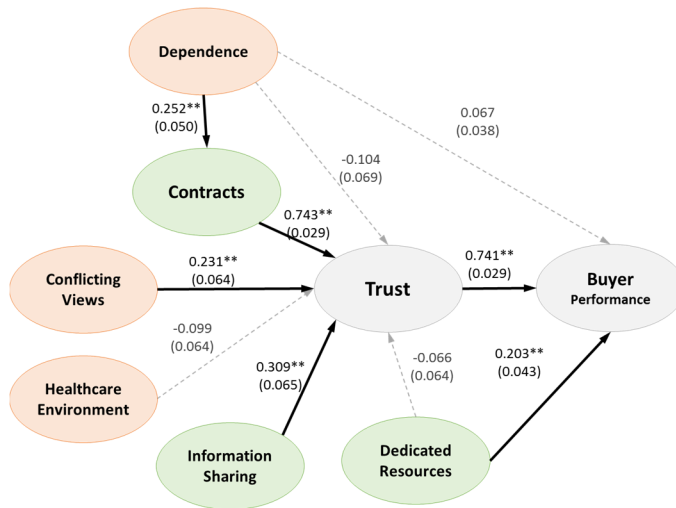 Dependence
0.252**
(0.050)
0.067
(0.038)
-0.104
(0.069)
Contracts
0.743**
(0.029)
Conflicting
Views
0.231**
(0.064)
Trust
0.741**
(0.029)
Buyer
Performance
-0.099
(0.064)
Healthcare
Environment
0.309**
(0.065)
-0.066
(0.064)
0.203**
(0.043)
Information
Sharing
Dedicated
Resources